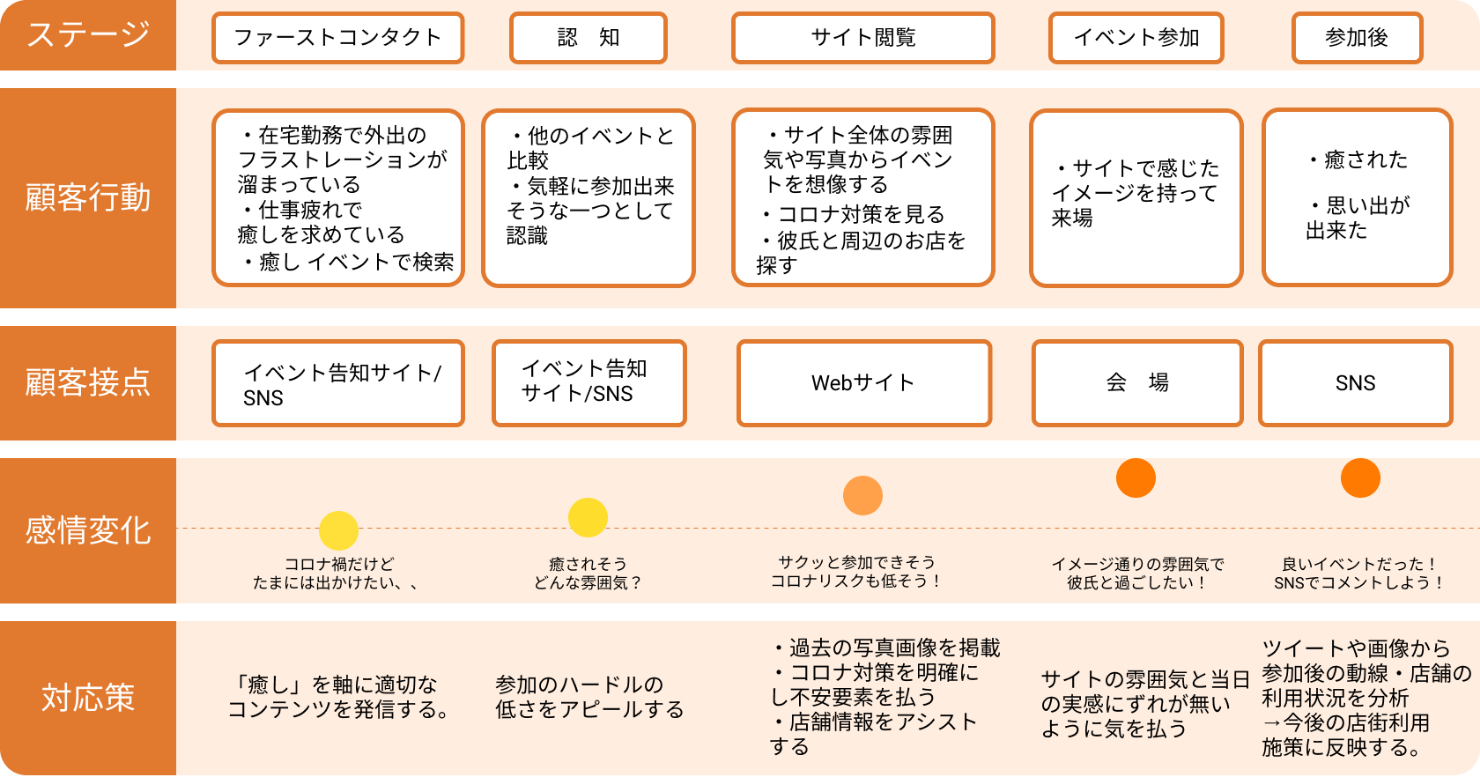 ステージ
ファーストコンタクト
認　知
サイト閲覧
イベント参加
参加後
顧客行動
・在宅勤務で外出の
フラストレーションが
溜まっている
・仕事疲れで
癒しを求めている
・癒し イベントで検索
・他のイベントと
比較
・気軽に参加出来
そうな一つとして
認識
・サイト全体の雰囲
気や写真からイベン
トを想像する
・コロナ対策を見る
・彼氏と周辺のお店を
探す
・サイトで感じた
イメージを持って
来場
・癒された
・思い出が
出来た
顧客接点
イベント告知サイト/
SNS
イベント告知
サイト/SNS
Webサイト
会　場
SNS
感情変化
コロナ禍だけど
たまには出かけたい、、
癒されそう
どんな雰囲気？
サクッと参加できそう
コロナリスクも低そう！
イメージ通りの雰囲気で
彼氏と過ごしたい！
良いイベントだった！
SNSでコメントしよう！
対応策
「癒し」を軸に適切な
コンテンツを発信する。
参加のハードルの
低さをアピールする
・過去の写真画像を掲載
・コロナ対策を明確に
し不安要素を払う
・店舗情報をアシスト
する
サイトの雰囲気と当日
の実感にずれが無い
ように気を払う
ツイートや画像から
参加後の動線・店舗の
利用状況を分析
→今後の店街利用
施策に反映する。